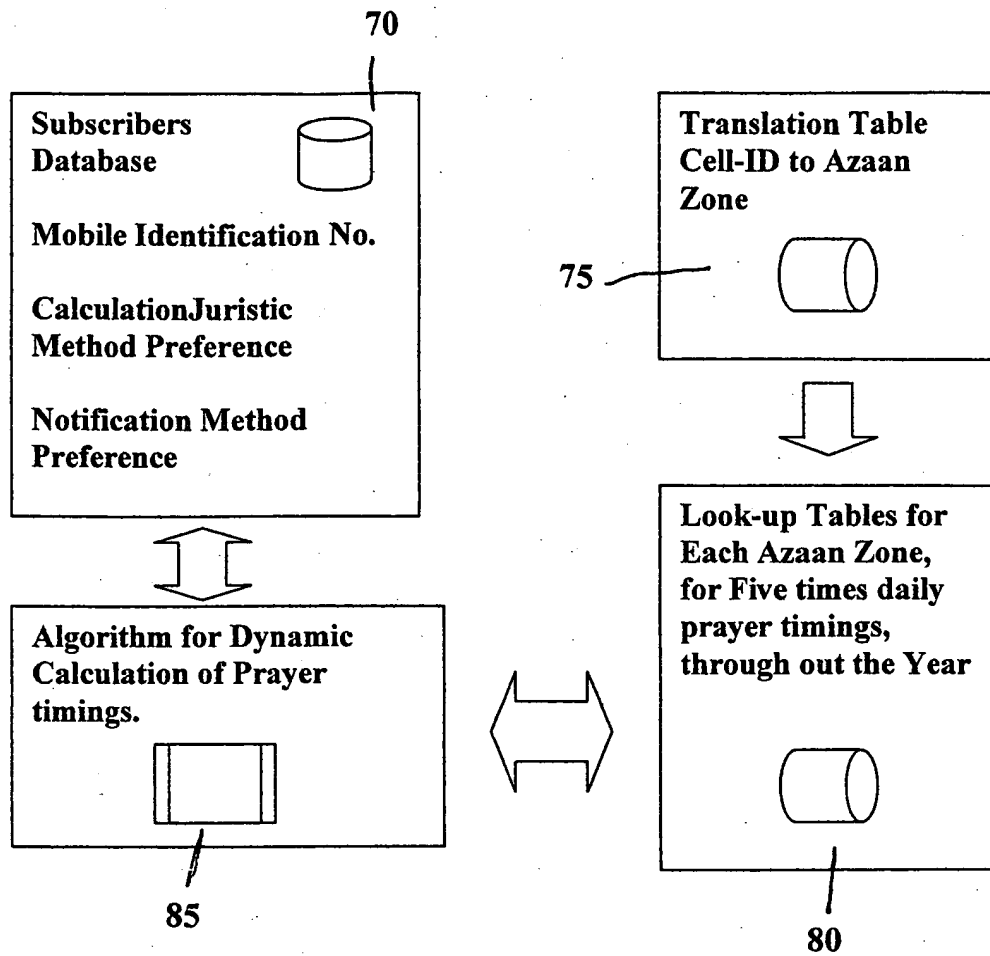 70
Subscribers
Database
Mobile Identification No.
CalculationJuristic
Method Preference
Notification Method
Preference
Translation Table
Cell-ID to Azaan
Zone
75
Algorithm for Dynamic
Calculation of Prayer
timings.
85
Look-up Tables for
Each Azaan Zone,
for Five times daily
prayer timings,
through out the Year
80